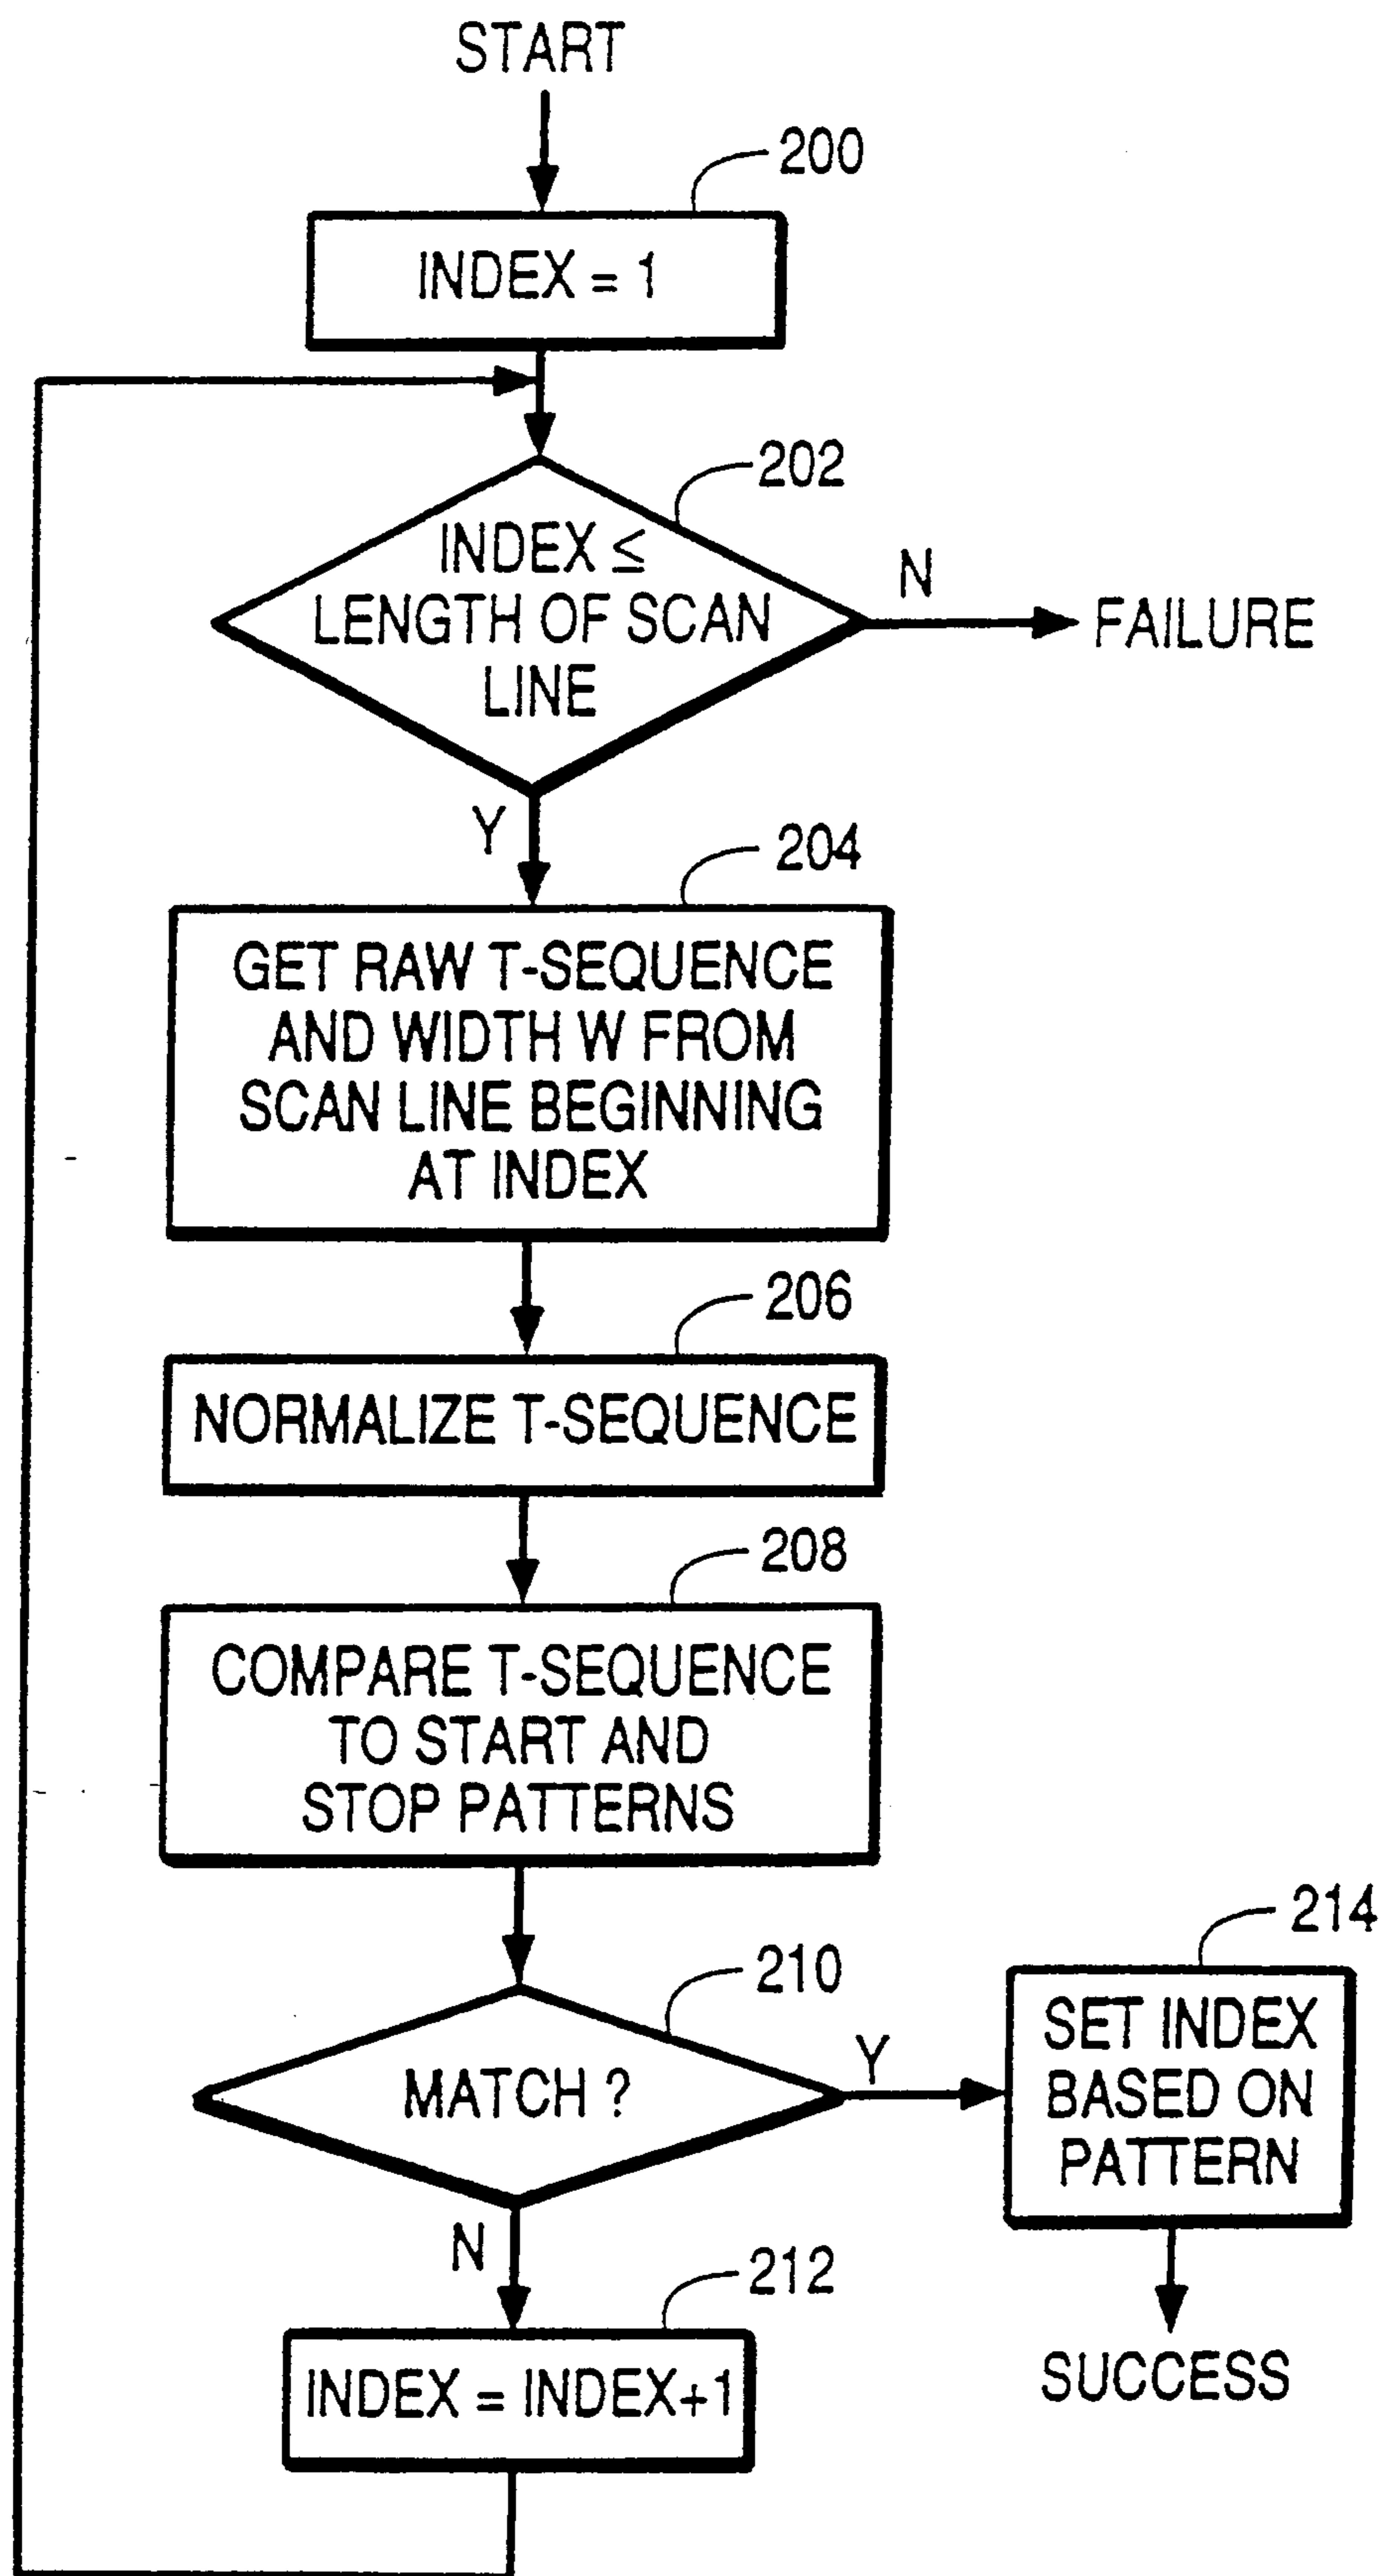 START
200
INDEX = 1
202
INDEX ≤
LENGTH OF SCAN
LINE
N
FAILURE
Y
204
GET RAW T-SEQUENCE
AND WIDTH W FROM
SCAN LINE BEGINNING
AT INDEX
206
NORMALIZE T-SEQUENCE
208
COMPARE T-SEQUENCE
TO START AND
STOP PATTERNS
210
MATCH ?
Y
214
SET INDEX
BASED ON
PATTERN
SUCCESS
N
212
INDEX = INDEX+1